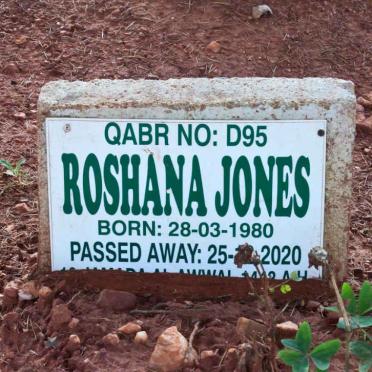 QABR NO: D95
ROSHANA JONES
BORN: 28-03-1980
PASSED AWAY: 25- -2020